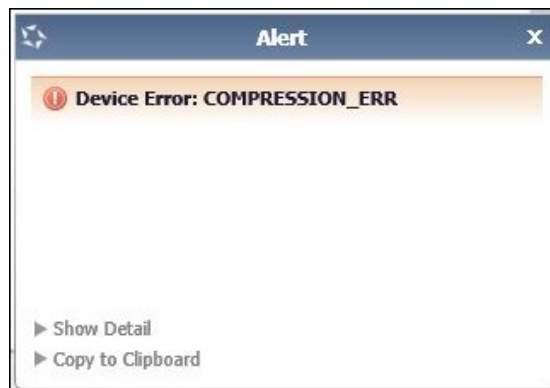 Alert
x
Device Error: COMPRESSION_ERR
Show Detail
Copy to Clipboard